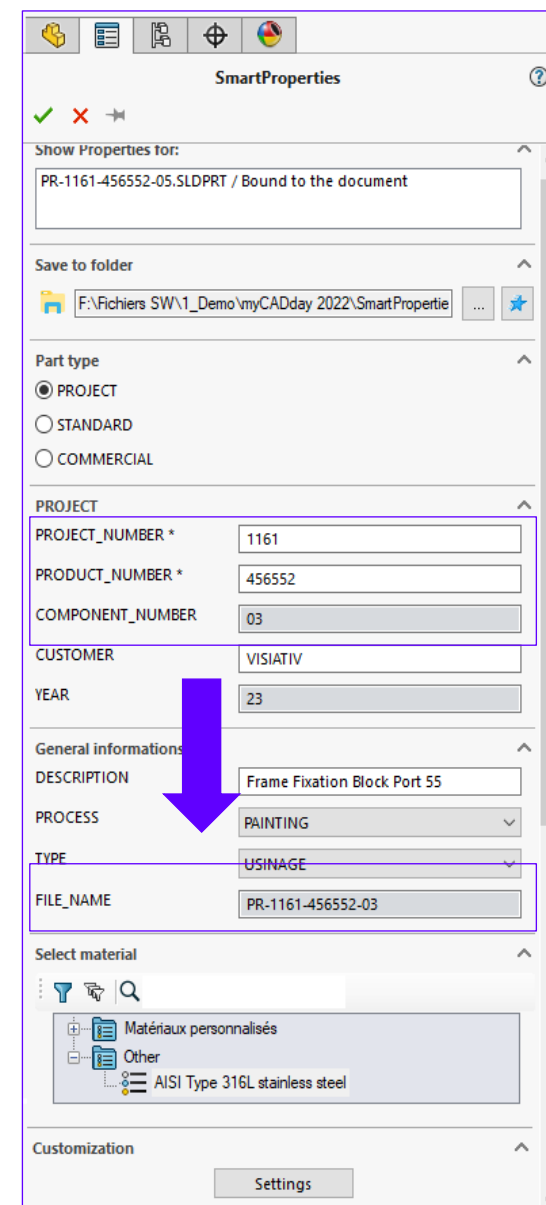 SmartProperties
Show Properties for:
PR-1161-456552-05.SLDPRT / Bound to the document
Save to folder
F:\Fichiers SW\1_Demo\myCADday 2022\SmartPropertie ...
Part type
PROJECT
STANDARD
COMMERCIAL
PROJECT
PROJECT_NUMBER * 1161
PRODUCT_NUMBER * 456552
COMPONENT_NUMBER 03
CUSTOMER VISIATIV
YEAR 23
General informations
DESCRIPTION Frame Fixation Block Port 55
PROCESS PAINTING
TYPE USINAGE
FILE_NAME PR-1161-456552-03
Select material
Matériaux personnalisés
Other
AISI Type 316L stainless steel
Customization
Settings